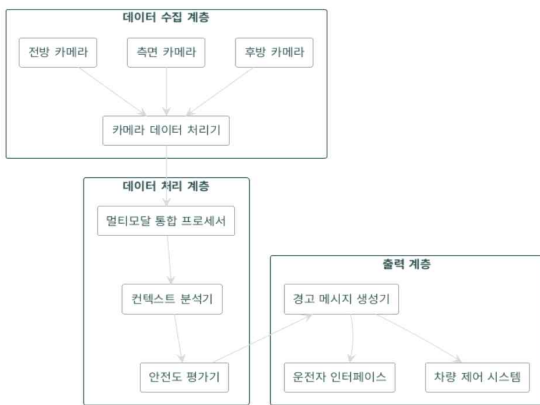 데이터 수집 계층
전방 카메라
측면 카메라
후방 카메라
카메라 데이터 처리기
데이터 처리 계층
멀티모달 통합 프로세서
컨텍스트 분석기
안전도 평가기
출력 계층
경고 메시지 생성기
운전자 인터페이스
차량 제어 시스템